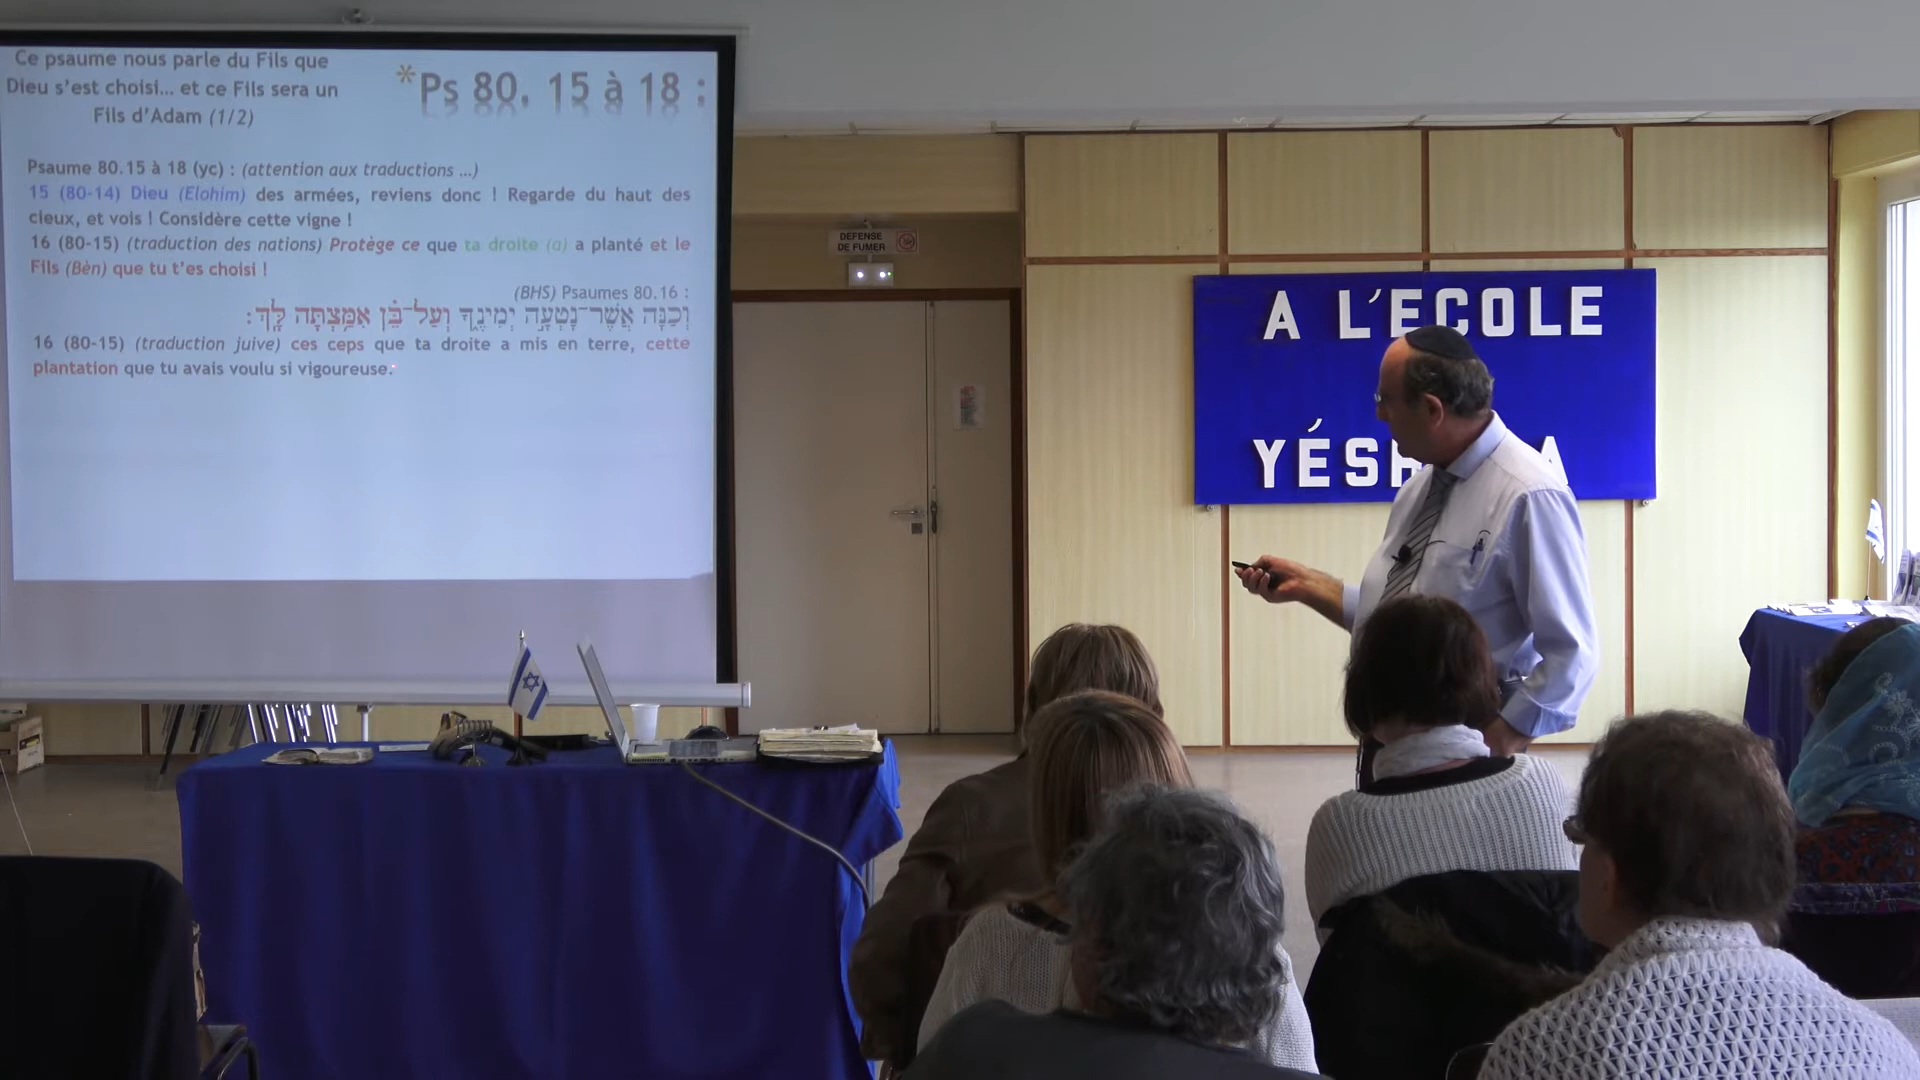 Ce psaume nous parle du Fils que
Dieu s'est choisi... et ce Fils sera un
Fils d'Adam (1/2)
*Ps 80. 15 à 18 :
Psaume 80.15 à 18 (yc) : (attention aux traductions ...)
15 (80-14) Dieu (Elohim) des armées, reviens donc ! Regarde du haut des
cieux, et vois ! Considère cette vigne !
16 (80-15) (traduction des nations) Protège ce que ta droite (a) a planté et le
Fils (Bèn) que tu t'es choisi !
(BHS) Psaumes 80.16 :
וְכַנָּה אֲשֶׁר־נָטְעָ֣ה יְמִינֶ֑ךָ וְעַל־בֵּ֗ן אִמַּ֥צְתָּה לָּֽךְ׃
16 (80-15) (traduction juive) ces ceps que ta droite a mis en terre, cette
plantation que tu avais voulu si vigoureuse.
DEFENSE
DE FUMER
A L'ECOLE
YÉSH A